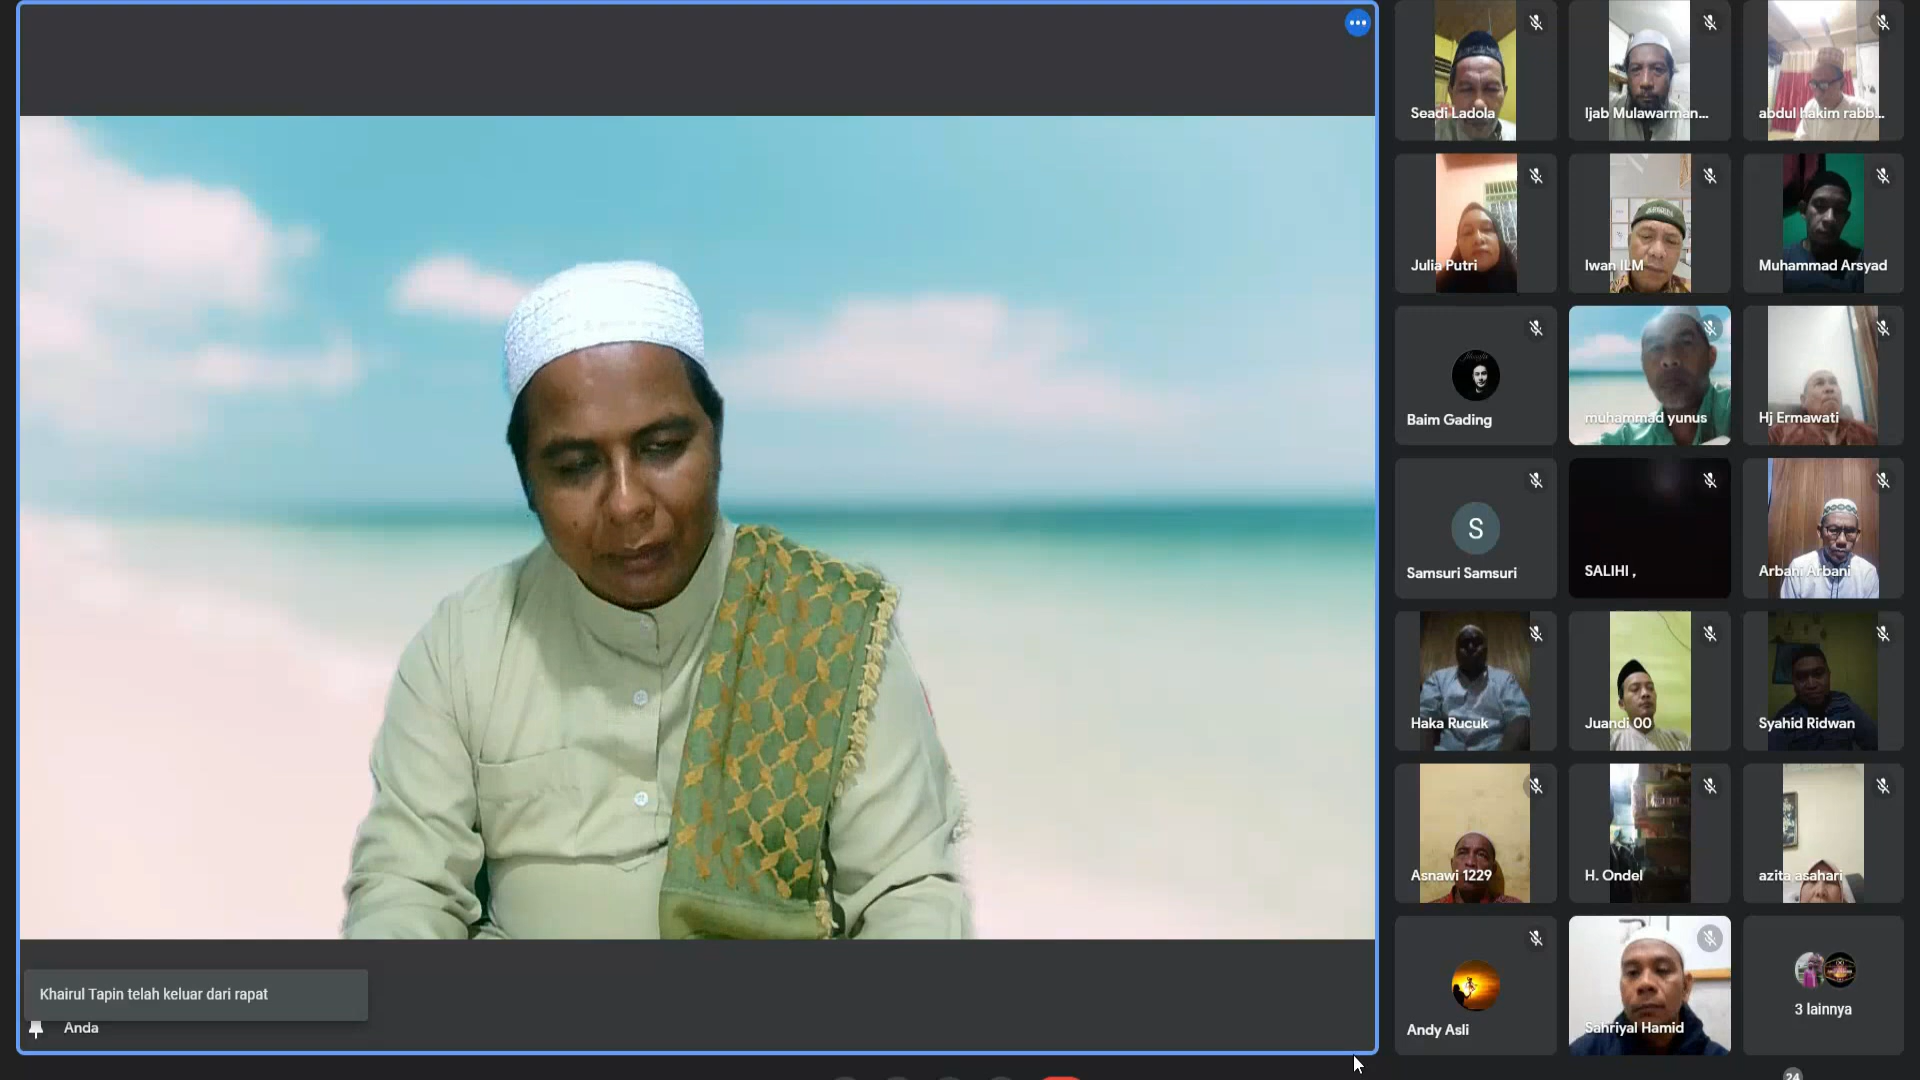 Seadi Ladola
Ijab Mulawarman...
abdul hakim rabb...
Julia Putri
Iwan ILM
Muhammad Arsyad
Baim Gading
muhammad yunus
Hj Ermawati
S
Samsuri Samsuri
SALIHI ,
Arbani Arbani
Haka Rucuk
Juandi 00
Syahid Ridwan
Asnawi 1229
H. Ondel
azita asahari
Andy Asli
Sahriyal Hamid
3 lainnya
Khairul Tapin telah keluar dari rapat
Anda
24